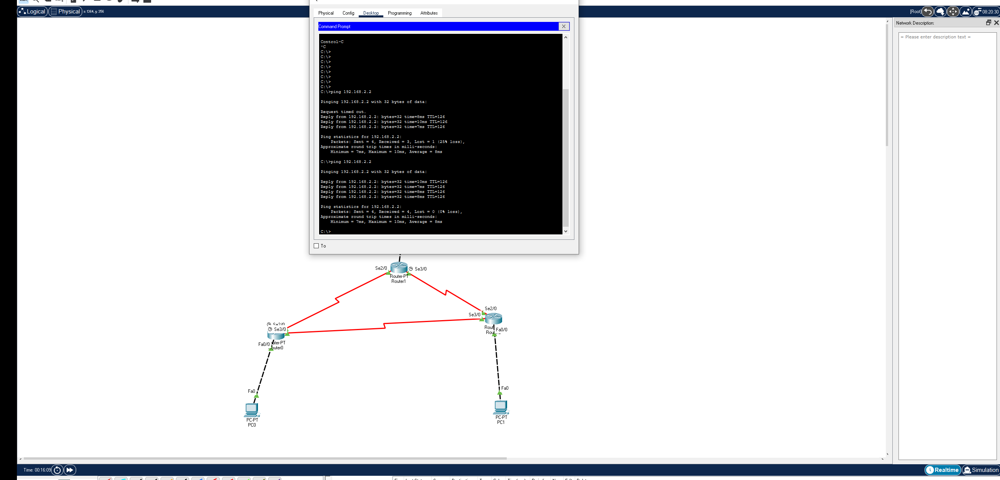 Logical
Physical
x: 1364, y: 356
[Root]
08:20:30
Physical
Config
Desktop
Programming
Attributes
Network Description:
= Please enter description text =
Command Prompt
X
Control-C
^C
C:\>
C:\>
C:\>
C:\>
C:\>
C:\>
C:\>
C:\>
C:\>ping 192.168.2.2
Pinging 192.168.2.2 with 32 bytes of data:
Request timed out.
Reply from 192.168.2.2: bytes=32 time=8ms TTL=126
Reply from 192.168.2.2: bytes=32 time=10ms TTL=126
Reply from 192.168.2.2: bytes=32 time=7ms TTL=126
Ping statistics for 192.168.2.2:
Packets: Sent = 4, Received = 3, Lost = 1 (25% loss),
Approximate round trip times in milli-seconds:
Minimum = 7ms, Maximum = 10ms, Average = 8ms
C:\>ping 192.168.2.2
Pinging 192.168.2.2 with 32 bytes of data:
Reply from 192.168.2.2: bytes=32 time=10ms TTL=126
Reply from 192.168.2.2: bytes=32 time=7ms TTL=126
Reply from 192.168.2.2: bytes=32 time=8ms TTL=126
Reply from 192.168.2.2: bytes=32 time=8ms TTL=126
Ping statistics for 192.168.2.2:
Packets: Sent = 4, Received = 4, Lost = 0 (0% loss),
Approximate round trip times in milli-seconds:
Minimum = 7ms, Maximum = 10ms, Average = 8ms
C:\>
To
Se2/0
Se3/0
Router-PT
Router1
Se2/0
Se3/0
Fa0/0
Se2/0
Se3/0
Fa0/0
Fa0
Fa0
PC-PT
PC0
PC-PT
PC1
Time: 00:16:09
Realtime
Simulation